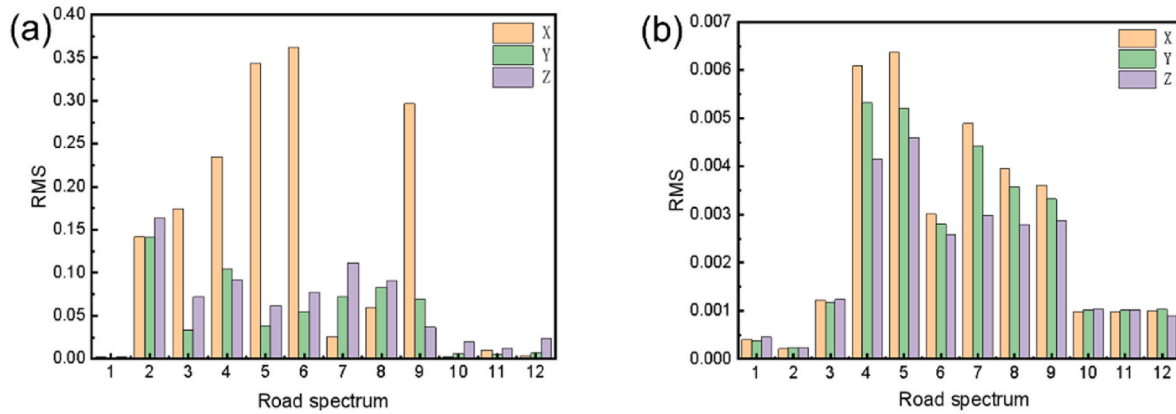 (a)
RMS
0.40
0.35
0.30
0.25
0.20
0.15
0.10
0.05
0.00
X
Y
Z
1 2 3 4 5 6 7 8 9 10 11 12
Road spectrum
(b)
RMS
0.007
0.006
0.005
0.004
0.003
0.002
0.001
0.000
X
Y
Z
1 2 3 4 5 6 7 8 9 10 11 12
Road spectrum